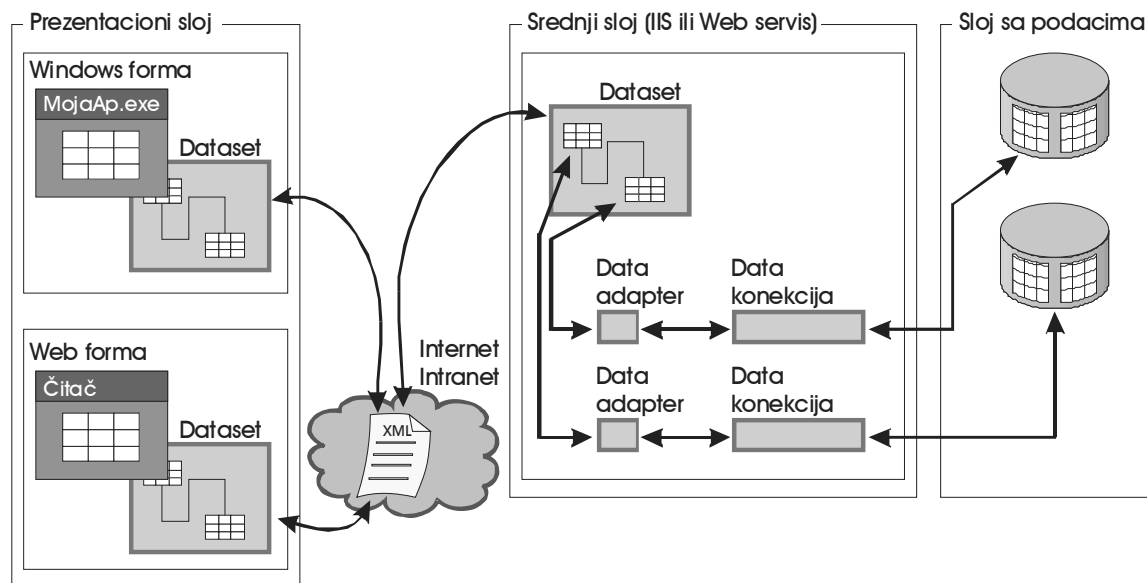 Prezentacioni sloj
Windows forma
MojaAp.exe
Dataset
Web forma
Čitač
Dataset
Internet
Intranet
XML
Srednji sloj (IIS ili Web servis)
Dataset
Data
adapter
Data
konekcija
Data
adapter
Data
konekcija
Sloj sa podacima